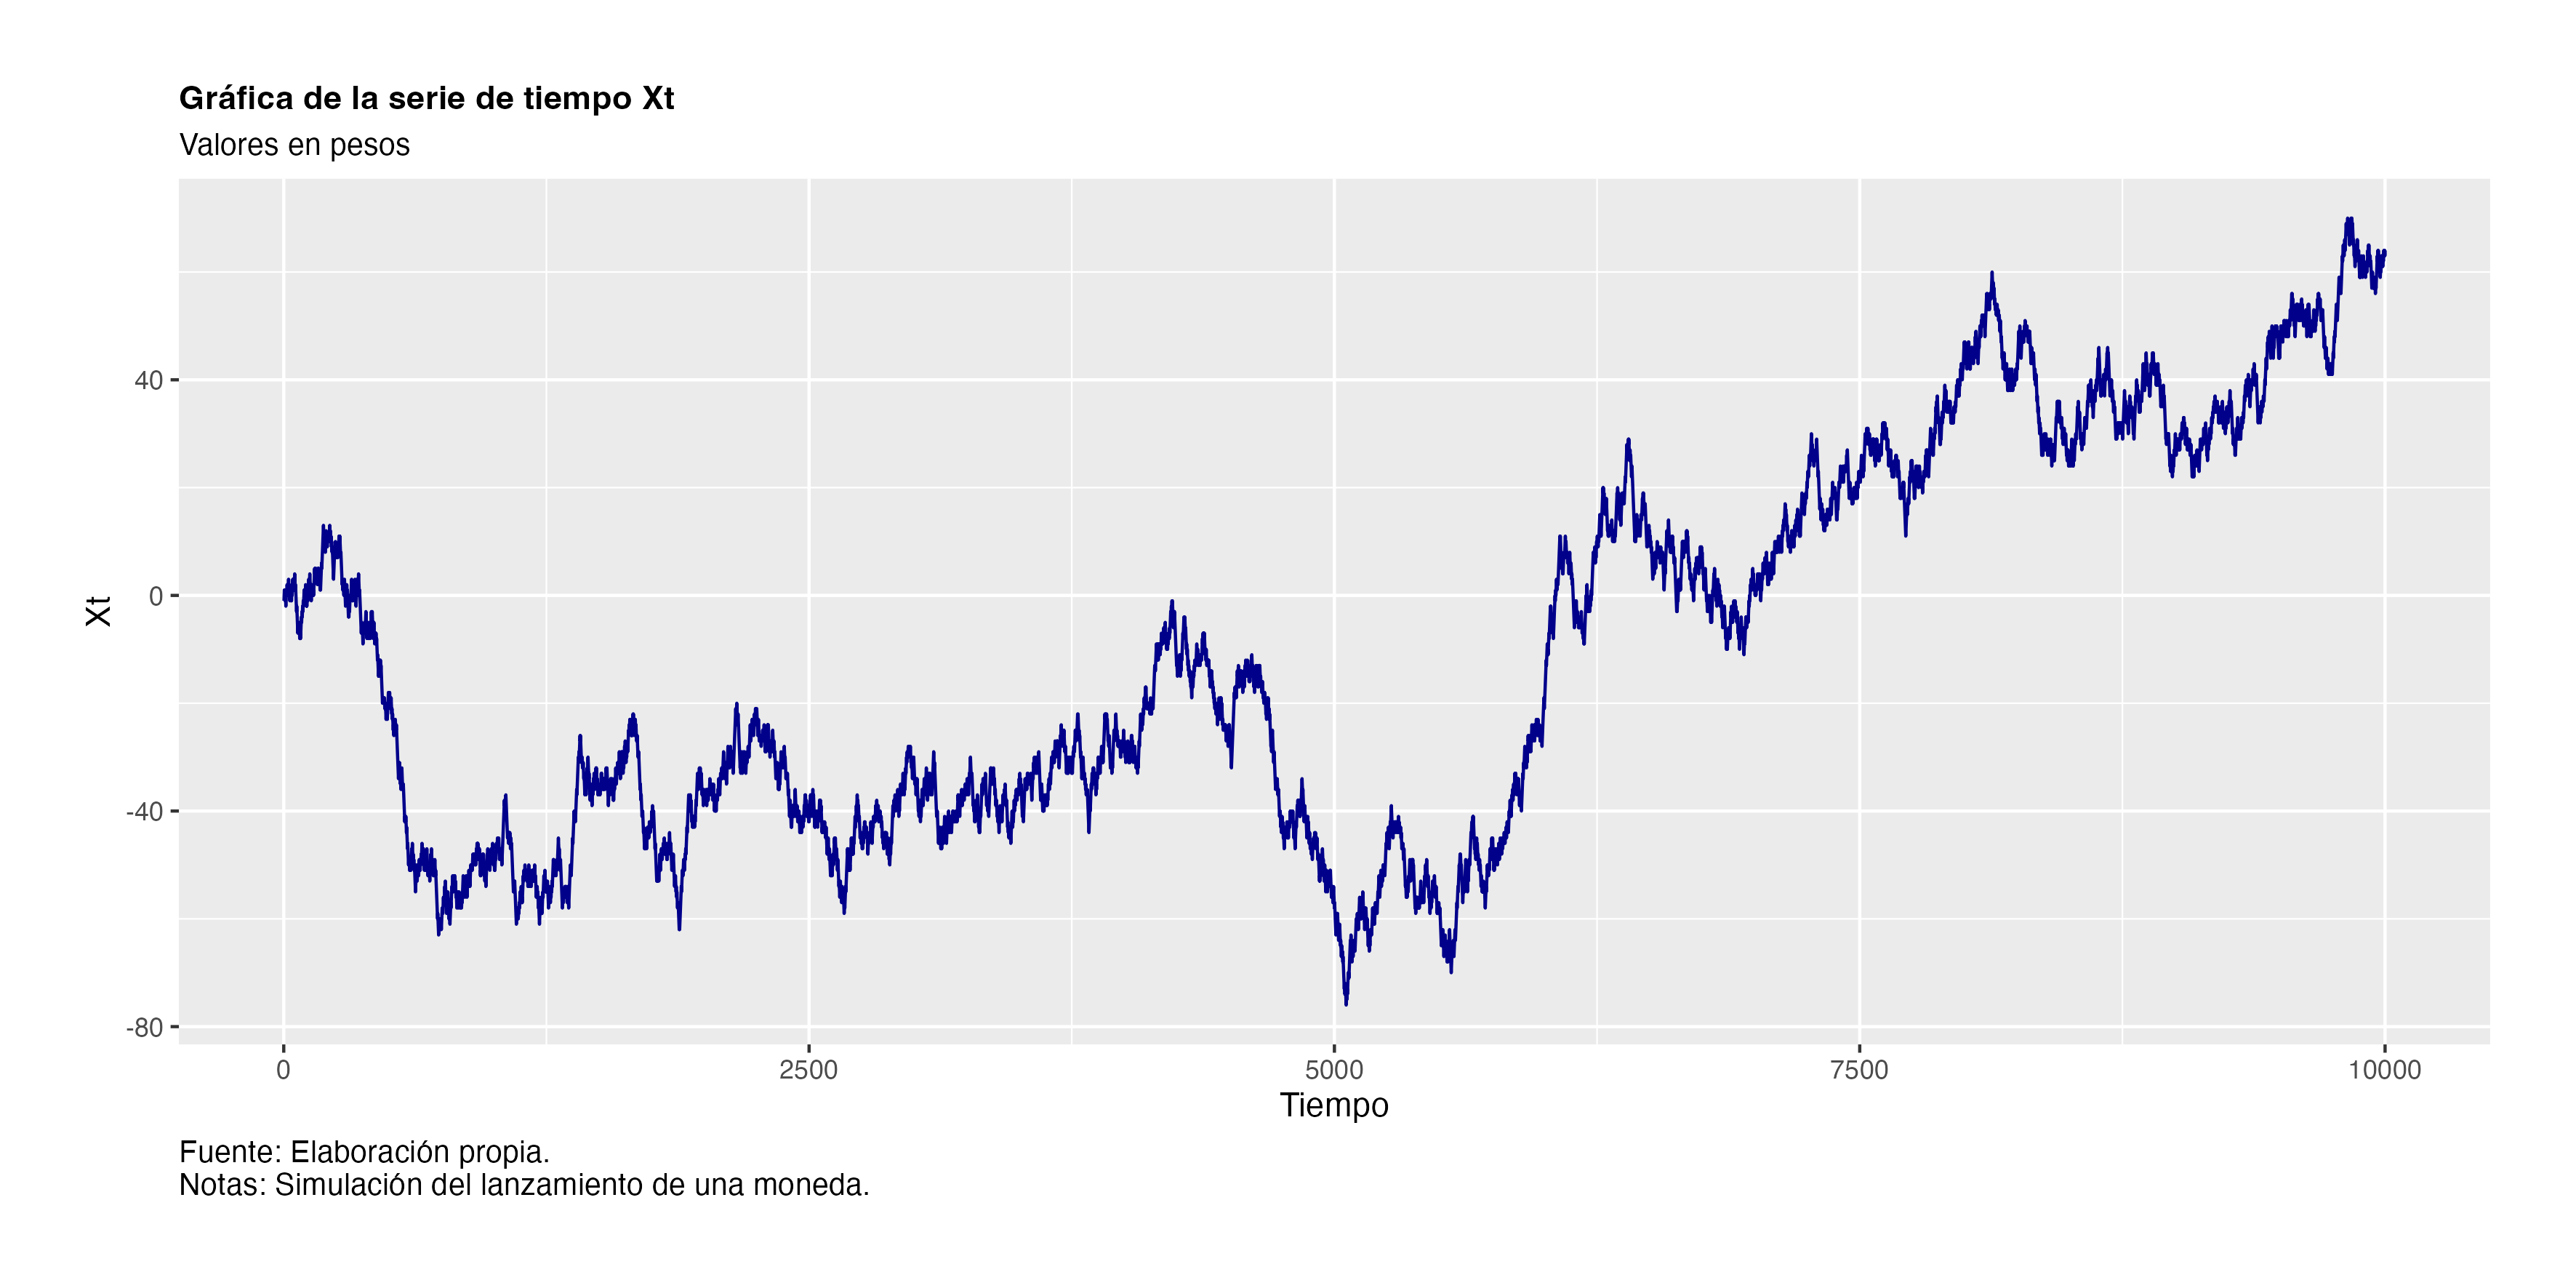 Gráfica de la serie de tiempo Xt
Valores en pesos
Xt
40
0
-40
-80
0 2500 5000 7500 10000
Tiempo
Fuente: Elaboración propia.
Notas: Simulación del lanzamiento de una moneda.